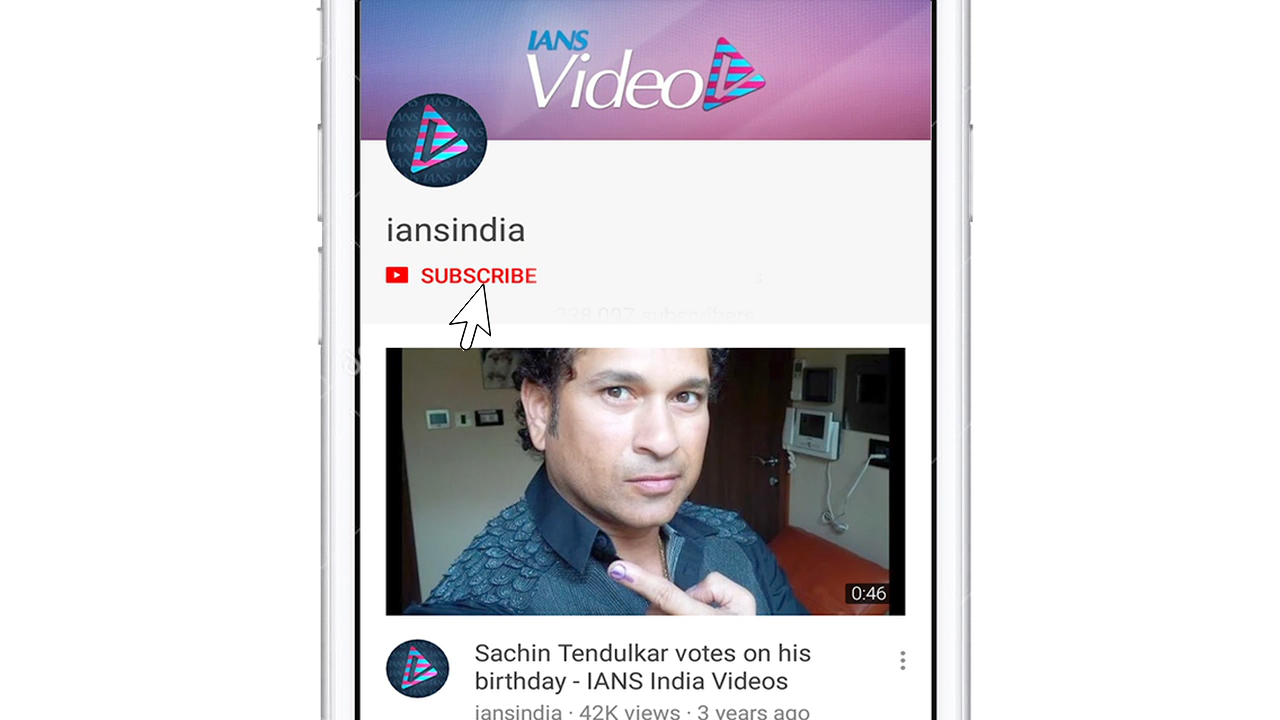 IANS
Video
iansindia
SUBSCRIBE
subscribers
0:46
Sachin Tendulkar votes on his
birthday - IANS India Videos
iansindia · 42K views · 3 years ago